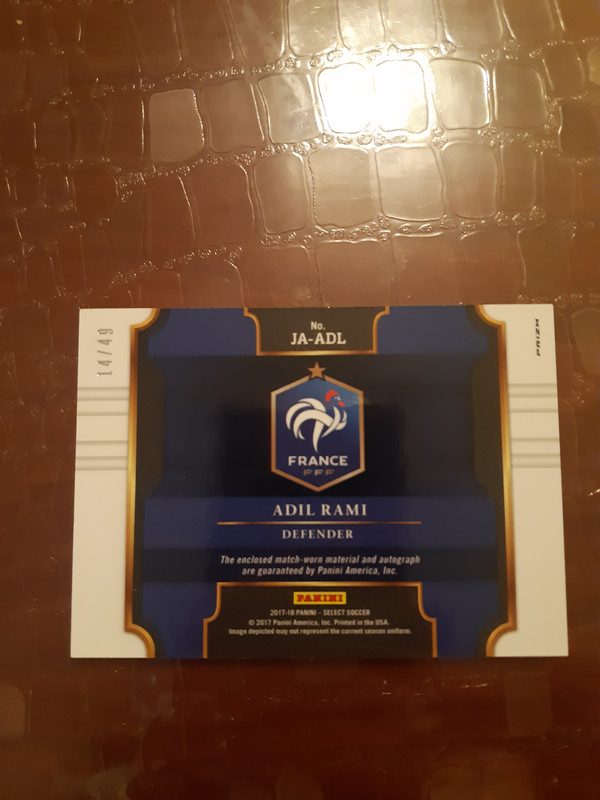 14/49
No.
JA-ADL
PRIZM
FRANCE
FFF
ADIL RAMI
DEFENDER
The enclosed match-worn material and autograph
are guaranteed by Panini America, Inc.
PANINI
2017-18 PANINI – SELECT SOCCER
© 2017 Panini America, Inc. Printed in the USA.
Image depicted may not represent the current season uniform.